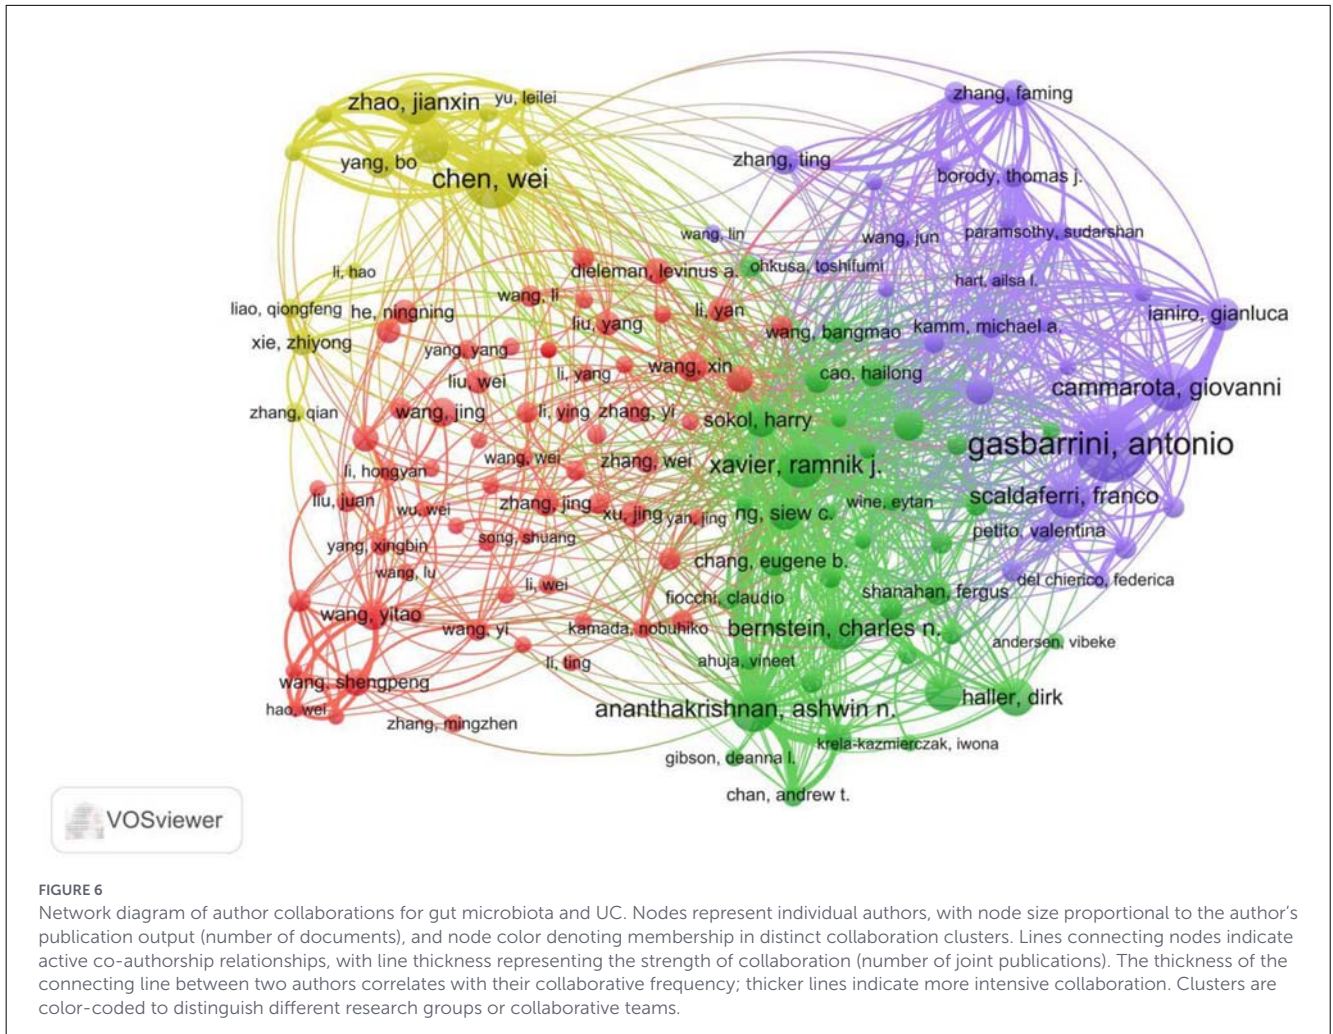 zhang, faming
zhao, jianxin yu, leilei
zhang, ting
yang, bo
borody, thomas j.
chen, wei
wang, lin wang, jun paramsothy, sudarshan
li, hao dieleman, levinus a. ohkusa, toshifumi
hart, ailsa l.
wang, li
liao, qiongfeng he, ningning li, yan ianiro, gianluca
liu, yang wang, bangmao kamm, michael a.
xie, zhiyong
yang, yang
li, yang wang, xin cao, hailong
liu, wei cammarota, giovanni
zhang, qian wang, jing li, ying zhang, yi
sokol, harry
gasbarrini, antonio
wang, wei zhang, wei xavier, ramnik j.
li, hongyan
scaldaferri, franco
liu, juan wu, wei zhang, jing xu, jing yan, jing ng, siew c. wine, eytan
petito, valentina
yang, xingbin song, shuang
chang, eugene b.
wang, lu li, wei del chierico, federica
fiocchi, claudio shanahan, fergus
wang, yitao
wang, yi kamada, nobuhiko bernstein, charles n.
andersen, vibeke
li, ting ahuja, vineet
wang, shengpeng
haller, dirk
hao, wei ananthakrishnan, ashwin n.
zhang, mingzhen
krela-kazmierczak, iwona
gibson, deanna l.
chan, andrew t.
VOSviewer
FIGURE 6
Network diagram of author collaborations for gut microbiota and UC. Nodes represent individual authors, with node size proportional to the author's
publication output (number of documents), and node color denoting membership in distinct collaboration clusters. Lines connecting nodes indicate
active co-authorship relationships, with line thickness representing the strength of collaboration (number of joint publications). The thickness of the
connecting line between two authors correlates with their collaborative frequency; thicker lines indicate more intensive collaboration. Clusters are
color-coded to distinguish different research groups or collaborative teams.